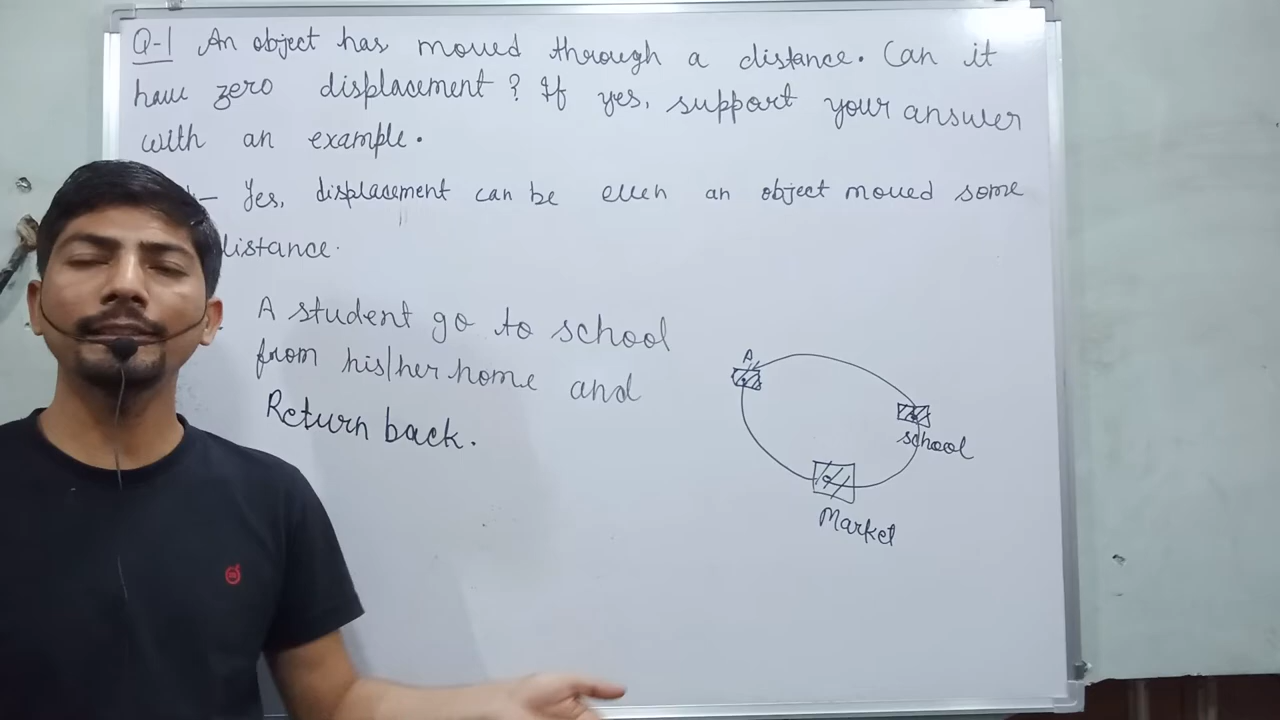 Q-1 An object has moved through a distance. Can it
have zero displacement? If yes, support your answer
with an example.
– Yes, displacement can be even an object moved some
distance.
A student go to school
from his/her home and
Return back.
A
school
Market